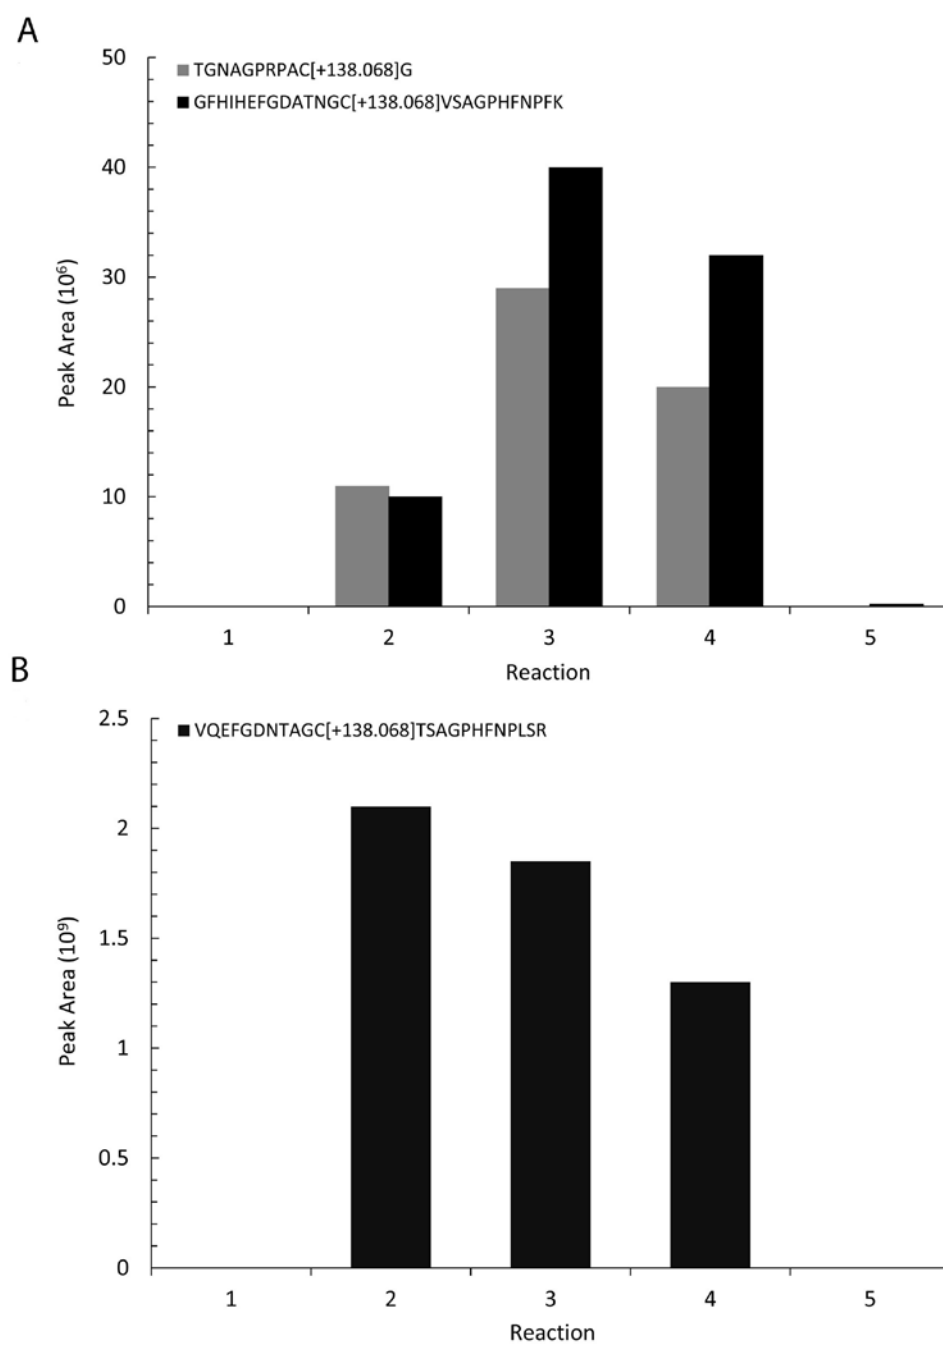 A
50
TGNAGPRPAC[+138.068]G
GFHIHEFGDATNGC[+138.068]VSAGPHFNPFK
40
30
20
10
0
Peak Area (10⁶)
1 2 3 4 5
Reaction
B
2.5
VQEFGDNTAGC[+138.068]TSAGPHFNPLSR
2
1.5
1
0.5
0
Peak Area (10⁹)
1 2 3 4 5
Reaction